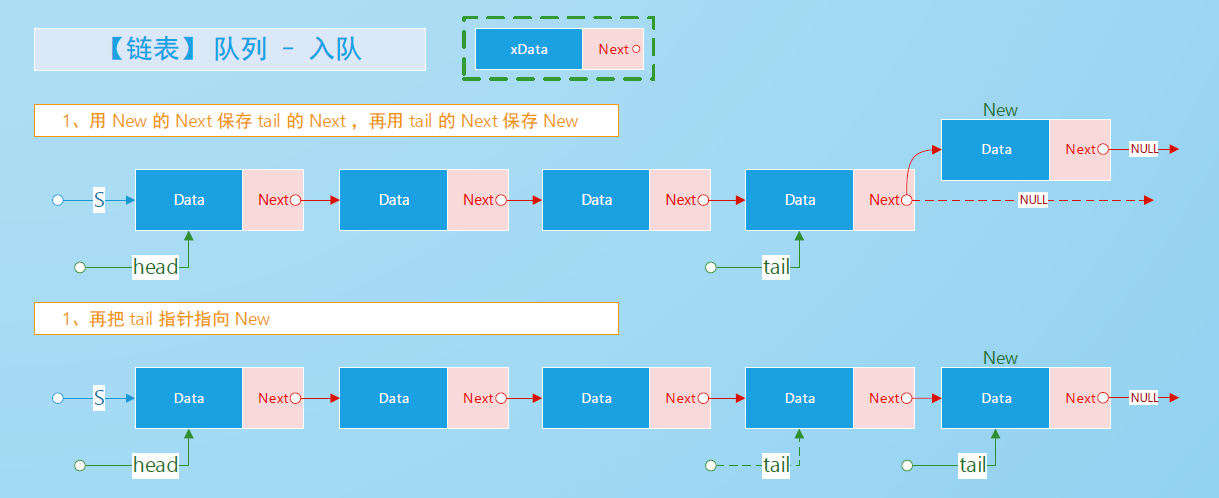 【链表】队列 - 入队
xData Next
1、用 New 的 Next 保存 tail 的 Next ，再用 tail 的 Next 保存 New
New
Data Next NULL
S Data Next Data Next Data Next Data Next NULL
head tail
1、再把 tail 指针指向 New
New
S Data Next Data Next Data Next Data Next Data Next NULL
head tail tail